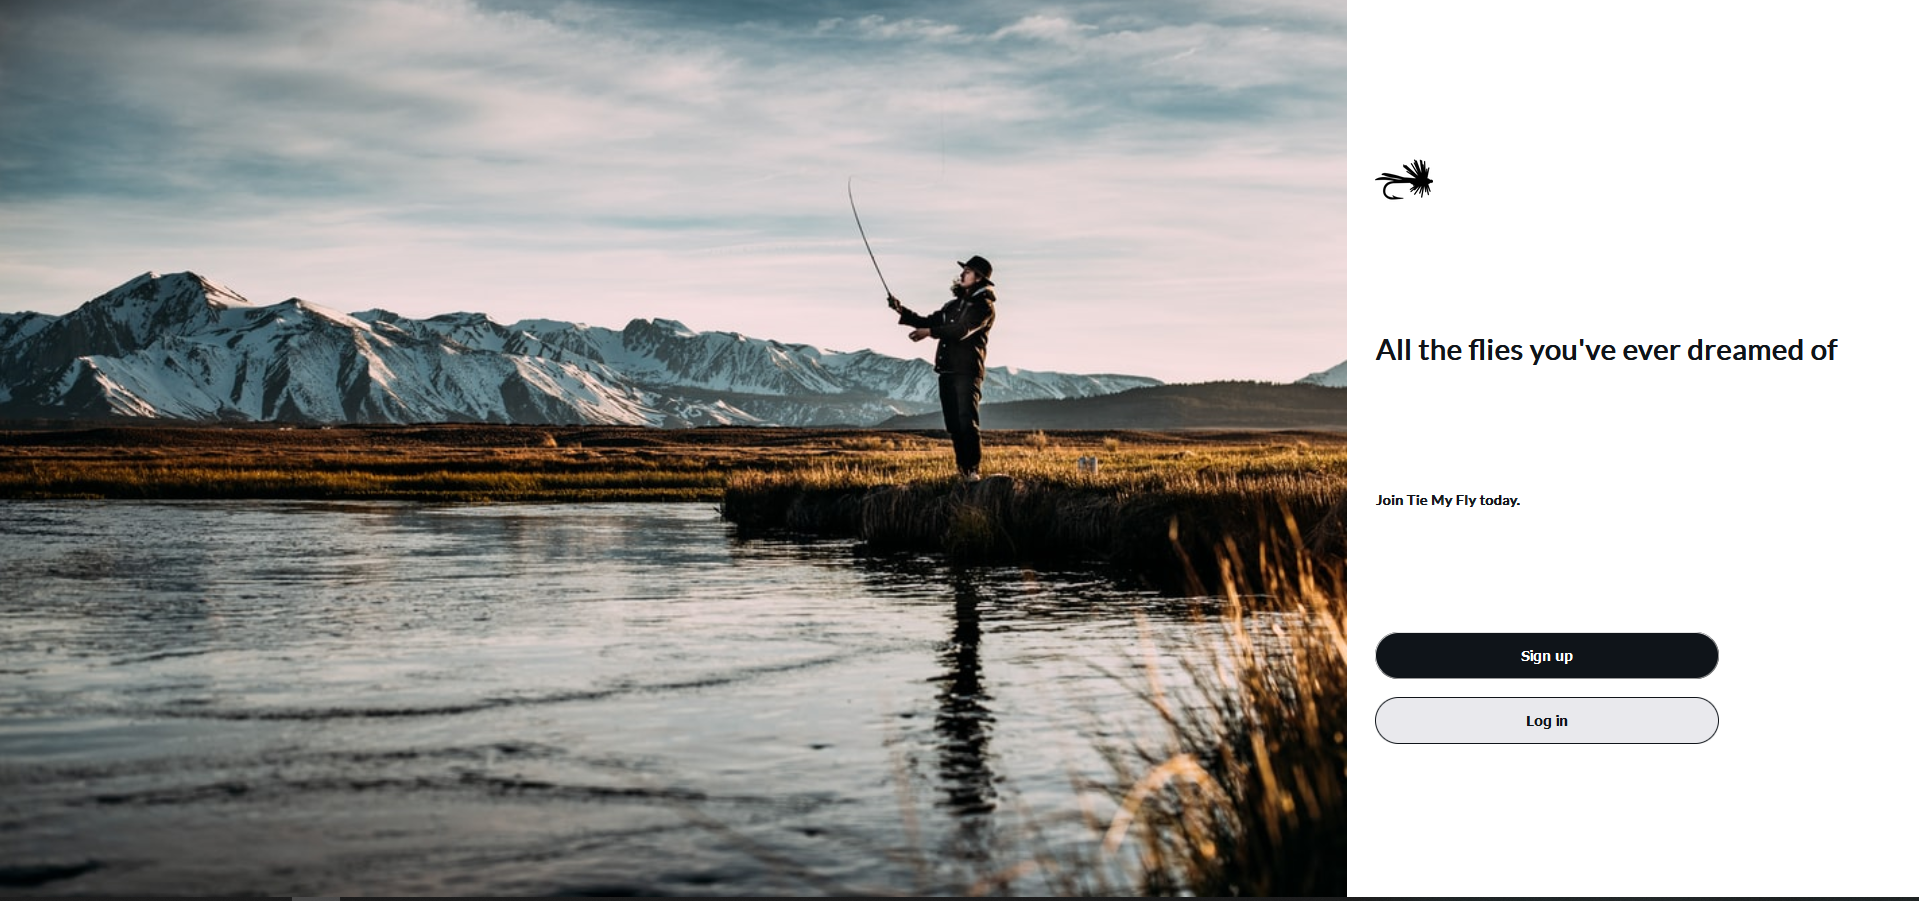 All the flies you've ever dreamed of
Join Tie My Fly today.
Sign up
Log in